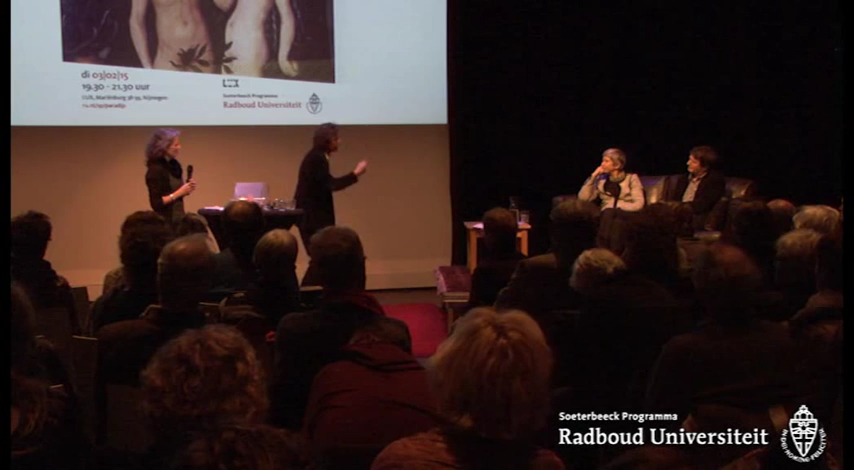 di 03|02|15
19.30 - 21.30 uur
Soeterbeeck Programma
Radboud Universiteit
Soeterbeeck Programma
Radboud Universiteit